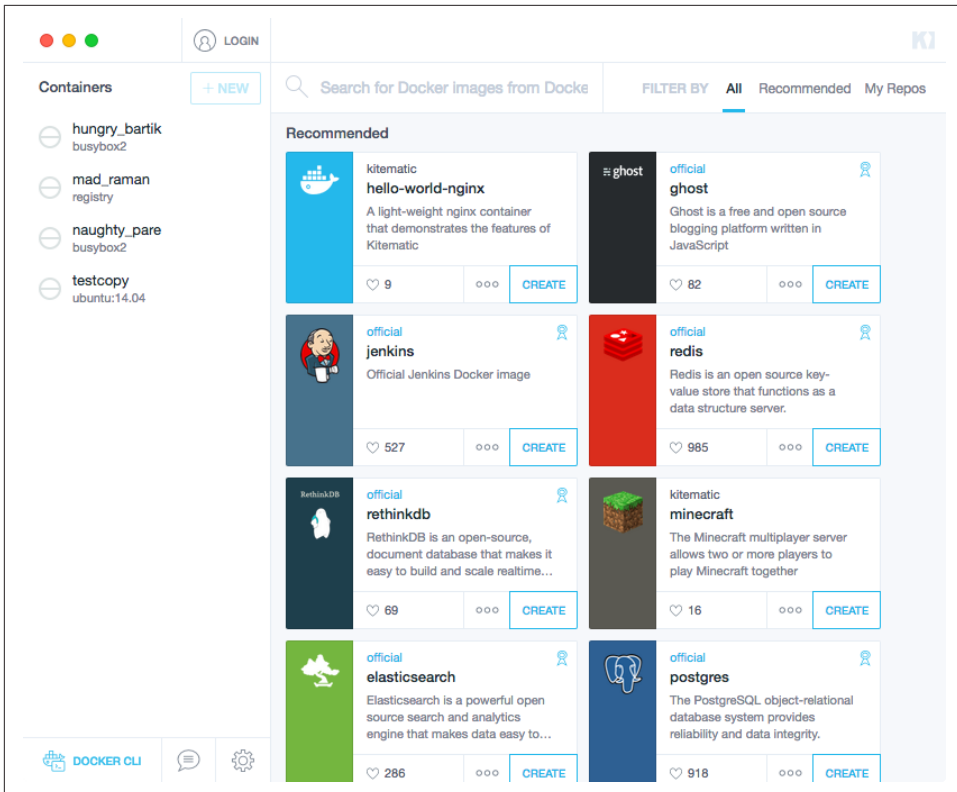 LOGIN
Containers
+ NEW
Search for Docker images from Docke
FILTER BY All Recommended My Repos
hungry_bartik
busybox2
mad_raman
registry
naughty_pare
busybox2
testcopy
ubuntu:14.04
Recommended
kitematic
hello-world-nginx
A light-weight nginx container
that demonstrates the features of
Kitematic
9
CREATE
ghost
official
ghost
Ghost is a free and open source
blogging platform written in
JavaScript
82
CREATE
official
jenkins
Official Jenkins Docker image
527
CREATE
official
redis
Redis is an open source key-
value store that functions as a
data structure server.
985
CREATE
RethinkDB
official
rethinkdb
RethinkDB is an open-source,
document database that makes it
easy to build and scale realtime...
69
CREATE
kitematic
minecraft
The Minecraft multiplayer server
allows two or more players to
play Minecraft together
16
CREATE
official
elasticsearch
Elasticsearch is a powerful open
source search and analytics
engine that makes data easy to...
286
CREATE
official
postgres
The PostgreSQL object-relational
database system provides
reliability and data integrity.
918
CREATE
DOCKER CLI